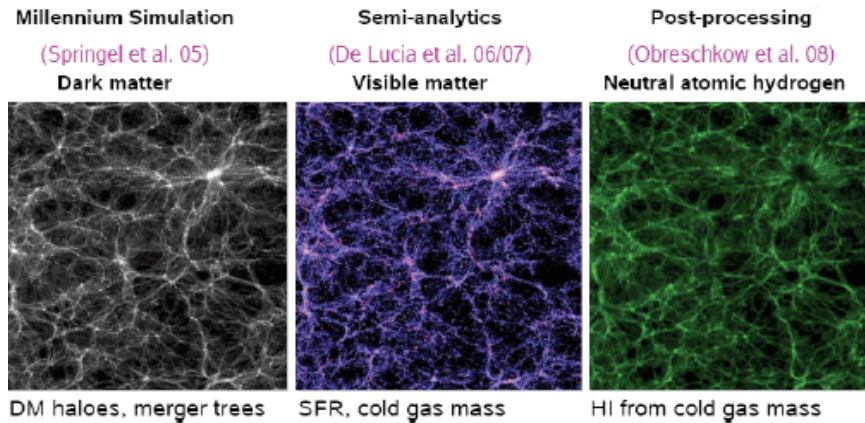 Millennium Simulation
(Springel et al. 05)
Dark matter
DM haloes, merger trees
Semi-analytics
(De Lucia et al. 06/07)
Visible matter
SFR, cold gas mass
Post-processing
(Obreschkow et al. 08)
Neutral atomic hydrogen
HI from cold gas mass